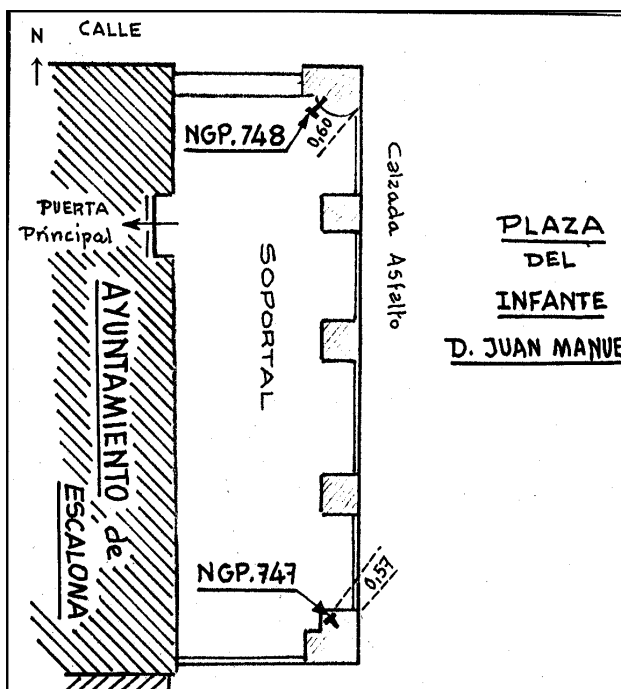 CALLE
N
NGP. 748
0,60
PUERTA
Principal
SOPORTAL
Calzada Asfalto
PLAZA
DEL
INFANTE
D. JUAN MANUE
AYUNTAMIENTO de
ESCALONA
NGP. 747
0,57